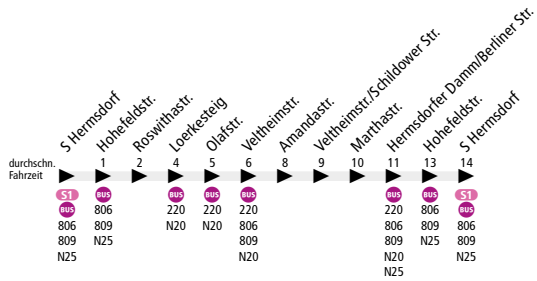 S Hermsdorf
Hohefeldstr.
Roswithastr.
Loerkesteig
Olafstr.
Veltheimstr.
Amandastr.
Veltheimstr./Schildower Str.
Marthastr.
Hermsdorfer Damm/Berliner Str.
Hohefeldstr.
S Hermsdorf
durchschn. 1 2 4 5 6 8 9 10 11 13 14
Fahrzeit
S1 BUS BUS BUS BUS BUS BUS S1
BUS 806 220 220 220 220 806 BUS
806 809 N20 N20 806 806 809 806
809 N25 809 809 N25 809
N25 N20 N20 N25
N25